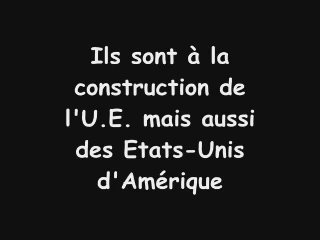 Ils sont à la
construction de
l'U.E. mais aussi
des Etats-Unis
d'Amérique